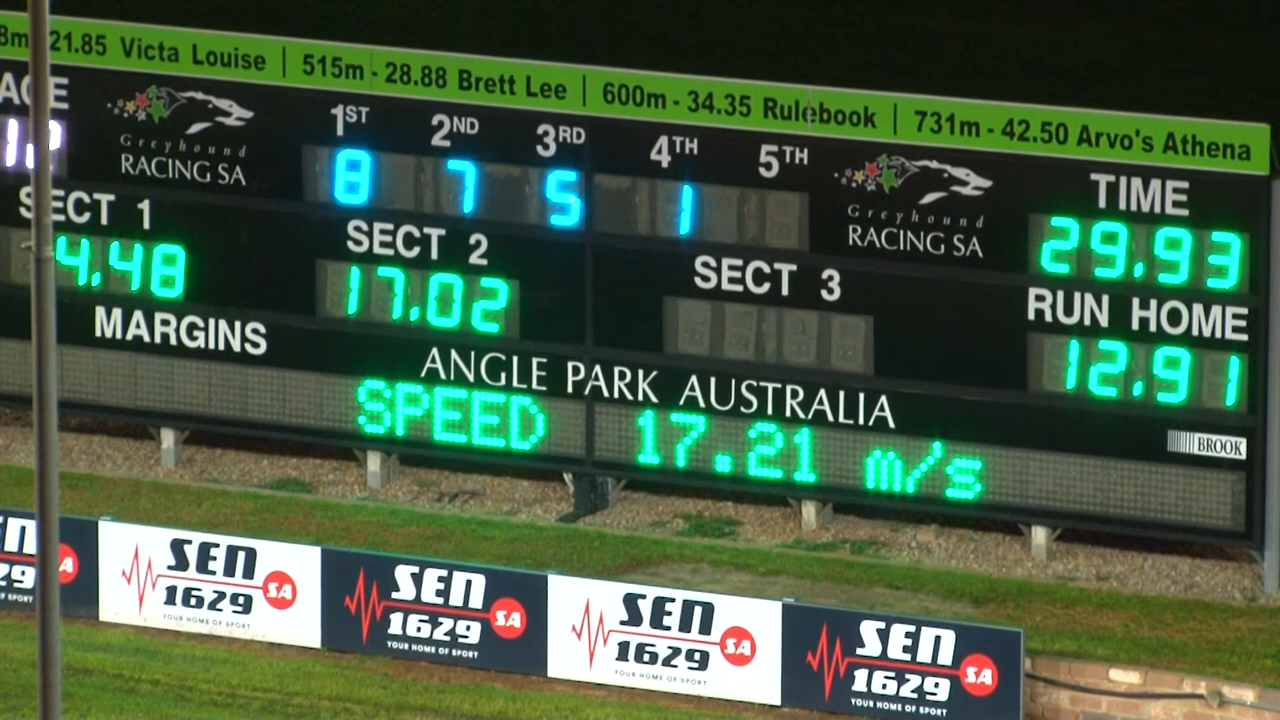 8m 21.85 Victa Louise | 515m - 28.88 Brett Lee | 600m - 34.35 Rulebook | 731m - 42.50 Arvo's Athena
Greyhound
RACING SA
1ST 2ND 3RD 4TH 5TH
8 7 5 1
Greyhound
RACING SA
TIME
29.93
SECT 1
4.48
SECT 2
17.02
SECT 3
RUN HOME
12.91
MARGINS
ANGLE PARK AUSTRALIA
SPEED 17.21 m/s
BROOK
SEN
1629
SA
YOUR HOME OF SPORT
SEN
1629
SA
YOUR HOME OF SPORT
SEN
1629
SA
YOUR HOME OF SPORT
SEN
1629
SA
YOUR HOME OF SPORT